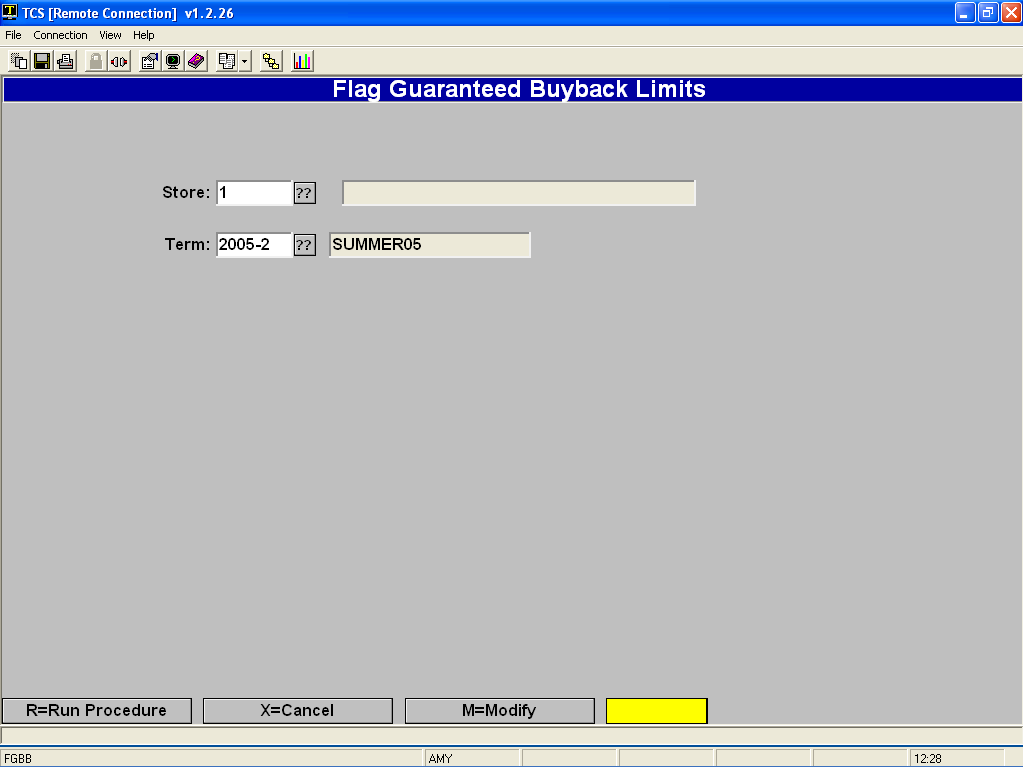 TCS [Remote Connection] v1.2.26
File Connection View Help
Flag Guaranteed Buyback Limits
Store: 1 ??
Term: 2005-2 ?? SUMMER05
R=Run Procedure X=Cancel M=Modify
FGBB AMY 12:28